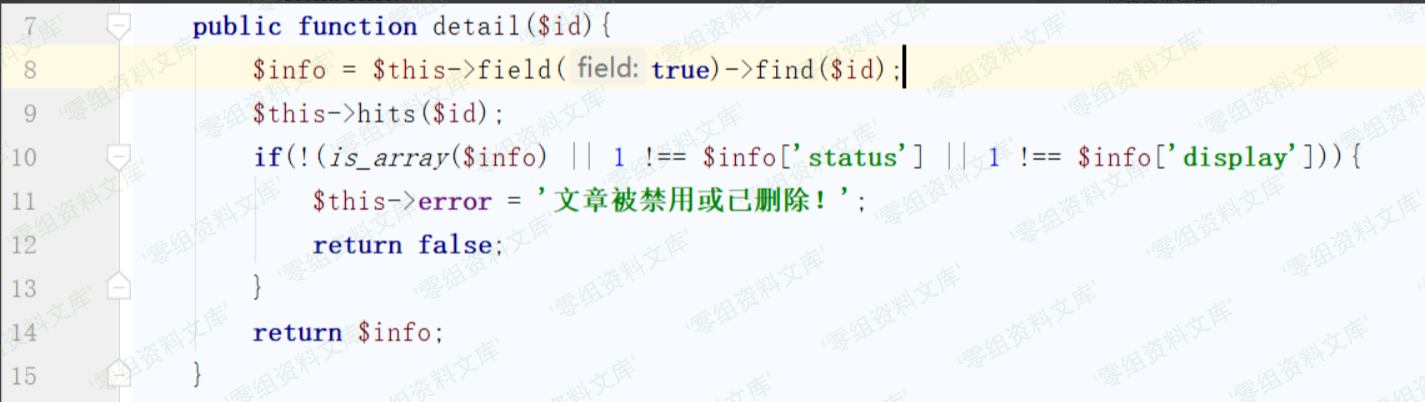 7 public function detail($id){
8 $info = $this->field( field: true)->find($id);
9 $this->hits($id);
10 if(!(is_array($info) || 1 !== $info['status'] || 1 !== $info['display'])){
11 $this->error = '文章被禁用或已删除!';
12 return false;
13 }
14 return $info;
15 }
'零组资料文库'